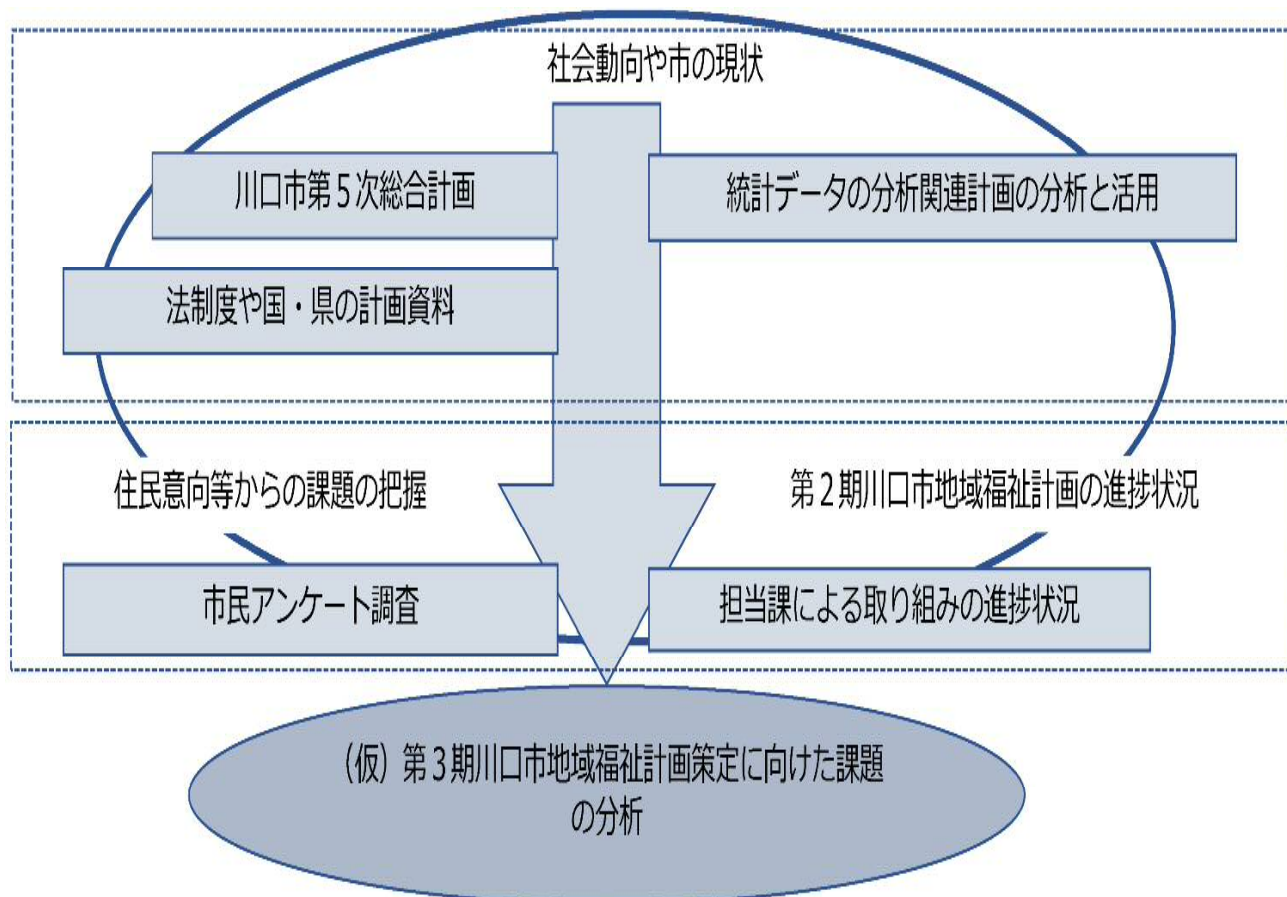 社会動向や市の現状
川口市第５次総合計画
統計データの分析関連計画の分析と活用
法制度や国・県の計画資料
住民意向等からの課題の把握
第２期川口市地域福祉計画の進捗状況
市民アンケート調査
担当課による取り組みの進捗状況
（仮）第３期川口市地域福祉計画策定に向けた課題
の分析